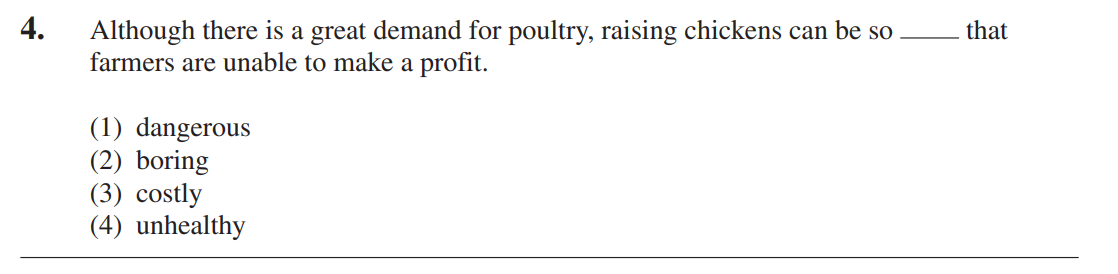 4. Although there is a great demand for poultry, raising chickens can be so ____ that
farmers are unable to make a profit.
(1) dangerous
(2) boring
(3) costly
(4) unhealthy